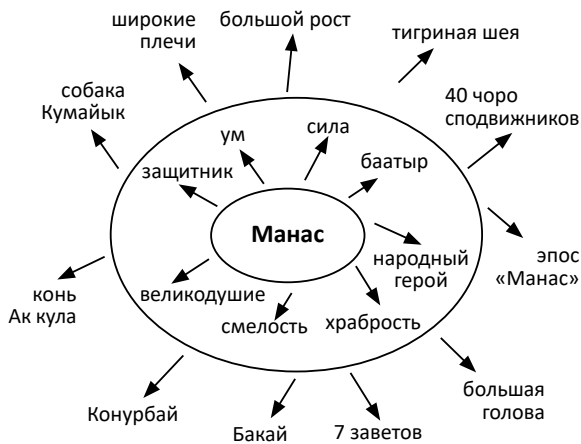 широкие
плечи
большой рост
тигриная шея
собака
Кумайык
40 чоро
сподвижников
ум
сила
защитник
баатыр
Манас
народный
герой
эпос
«Манас»
конь
Ак кула
великодушие
смелость
храбрость
Конурбай
Бакай
7 заветов
большая
голова